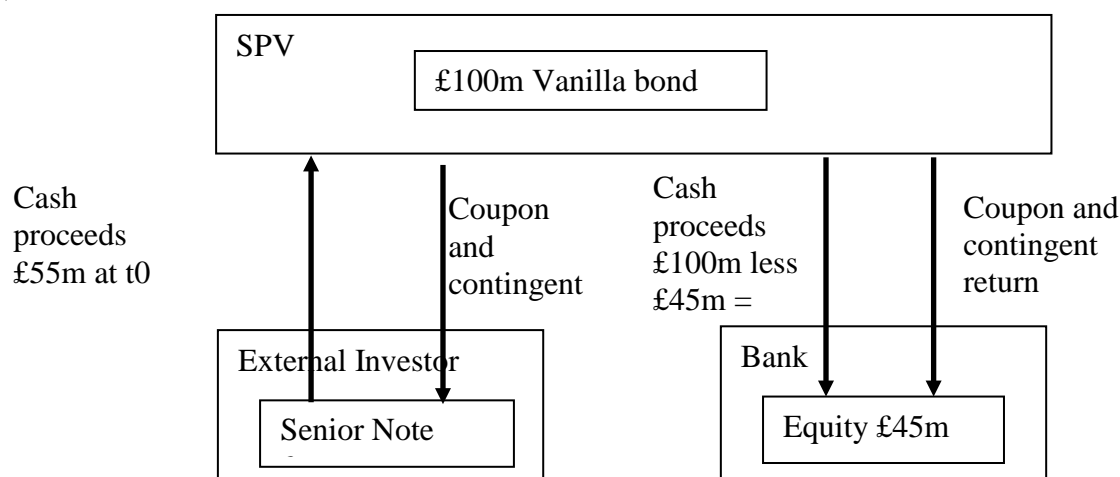 SPV
£100m Vanilla bond
Cash
proceeds
£55m at t0
Coupon
and
contingent
Cash
proceeds
£100m less
£45m =
Coupon and
contingent
return
External Investor
Senior Note
Bank
Equity £45m